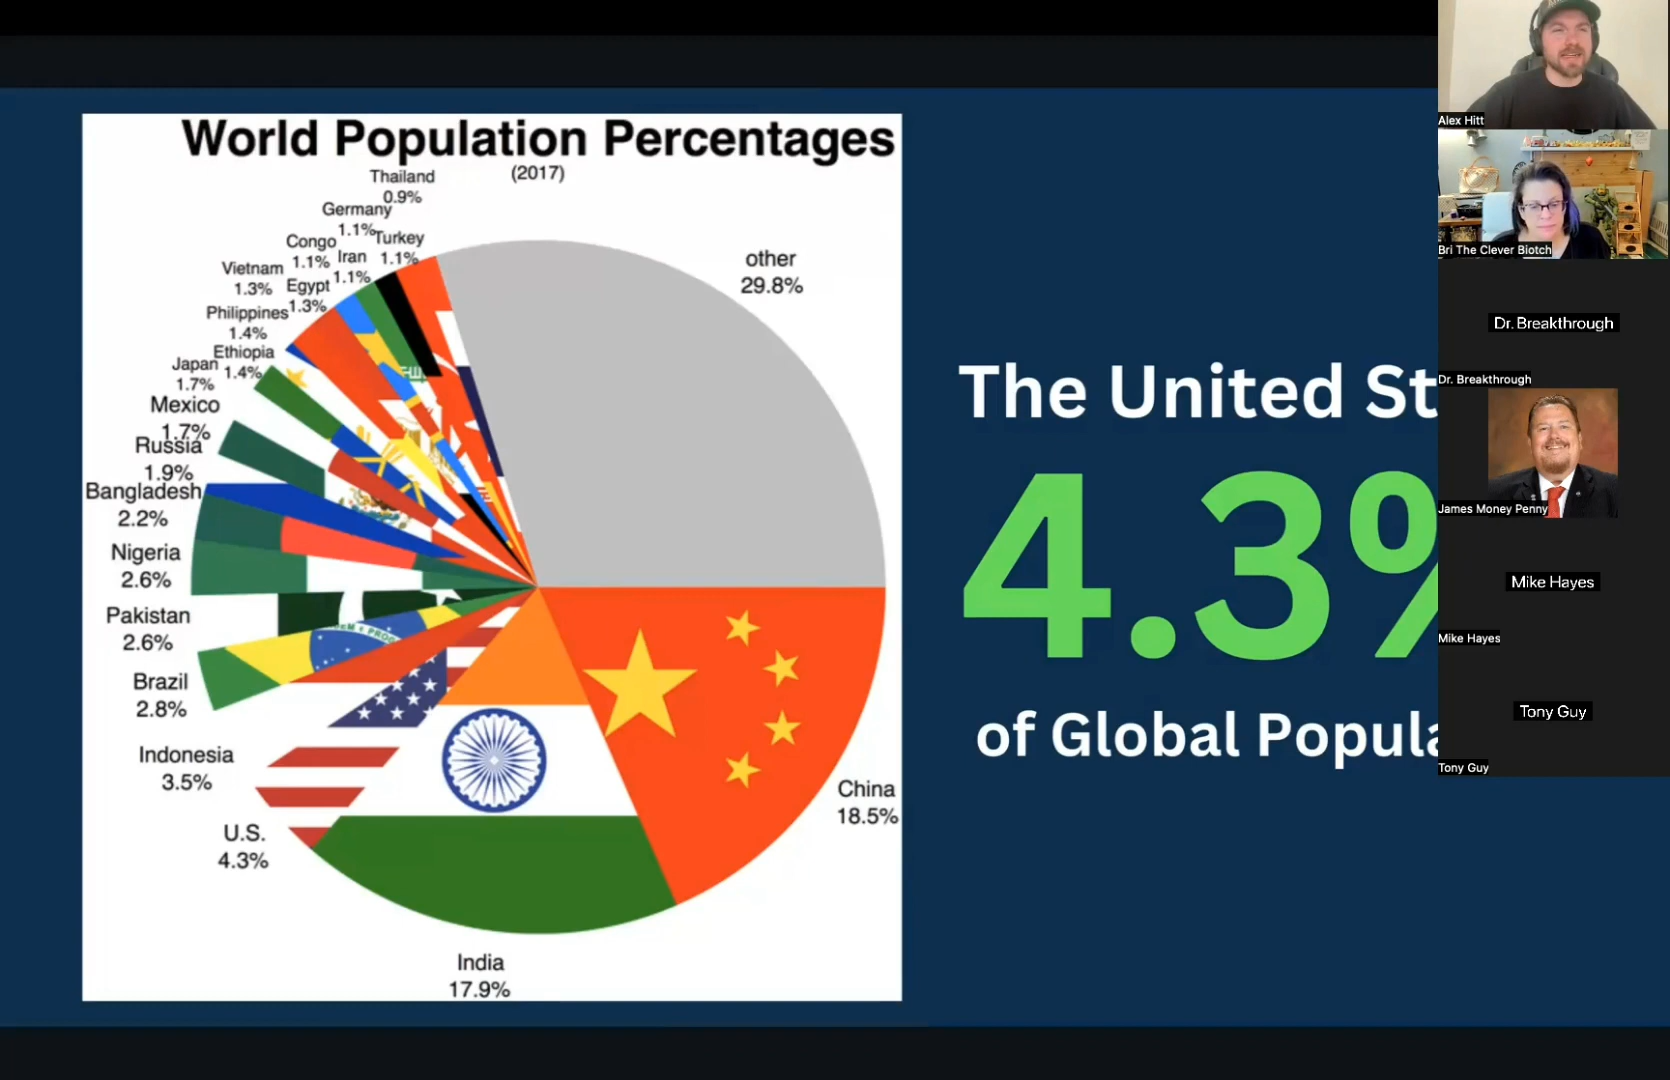 World Population Percentages
(2017)
Thailand
0.9%
Germany
1.1%
Turkey
1.1%
Congo
1.1%
Iran
1.1%
Vietnam
1.3%
Egypt
1.3%
Philippines
1.4%
Ethiopia
1.4%
Japan
1.7%
Mexico
1.7%
Russia
1.9%
Bangladesh
2.2%
Nigeria
2.6%
Pakistan
2.6%
Brazil
2.8%
Indonesia
3.5%
U.S.
4.3%
India
17.9%
China
18.5%
other
29.8%
The United St
4.3%
of Global Popula
Alex Hitt
Bri The Clever Biotch
Dr. Breakthrough
Dr. Breakthrough
James Money Penny
Mike Hayes
Mike Hayes
Tony Guy
Tony Guy